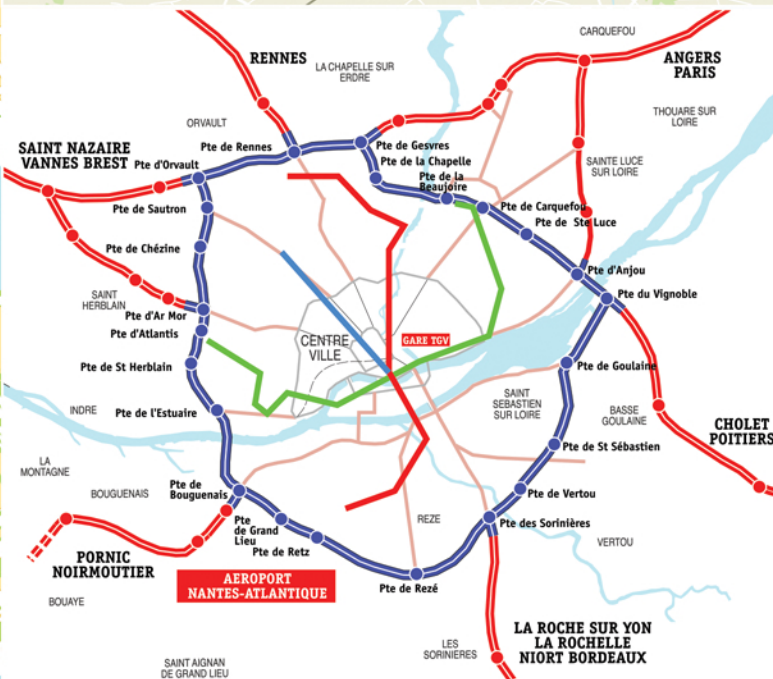 CARQUEFOU
RENNES
LA CHAPELLE SUR
ERDRE
ANGERS
PARIS
THOUARE SUR
LOIRE
ORVAULT
SAINT NAZAIRE
VANNES BREST
Pte de Rennes
Pte de Gesvres
Pte d'Orvault
Pte de la Chapelle
Pte de la
Beaujoire
SAINTE LUCE
SUR LOIRE
Pte de Sautron
Pte de Carquefou
Pte de Ste Luce
Pte de Chézine
Pte d'Anjou
Pte du Vignoble
SAINT
HERBLAIN
Pte d'Ar Mor
Pte d'Atlantis
CENTRE
VILLE
GARE TGV
Pte de St Herblain
Pte de Goulaine
INDRE
Pte de l'Estuaire
SAINT
SEBASTIEN
SUR LOIRE
BASSE
GOULAINE
CHOLET
POITIERS
Pte de St Sébastien
LA
MONTAGNE
BOUGUENAIS
Pte de
Bouguenais
Pte de Vertou
Pte
de Grand
Lieu
REZE
Pte des Sorinières
Pte de Retz
VERTOU
PORNIC
NOIRMOUTIER
AEROPORT
NANTES-ATLANTIQUE
Pte de Rezé
BOUAYE
LA ROCHE SUR YON
LA ROCHELLE
NIORT BORDEAUX
LES
SORINIERES
SAINT AIGNAN
DE GRAND LIEU